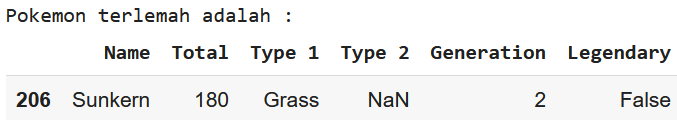 Pokemon terlemah adalah :
Name Total Type 1 Type 2 Generation Legendary
206 Sunkern 180 Grass NaN 2 False